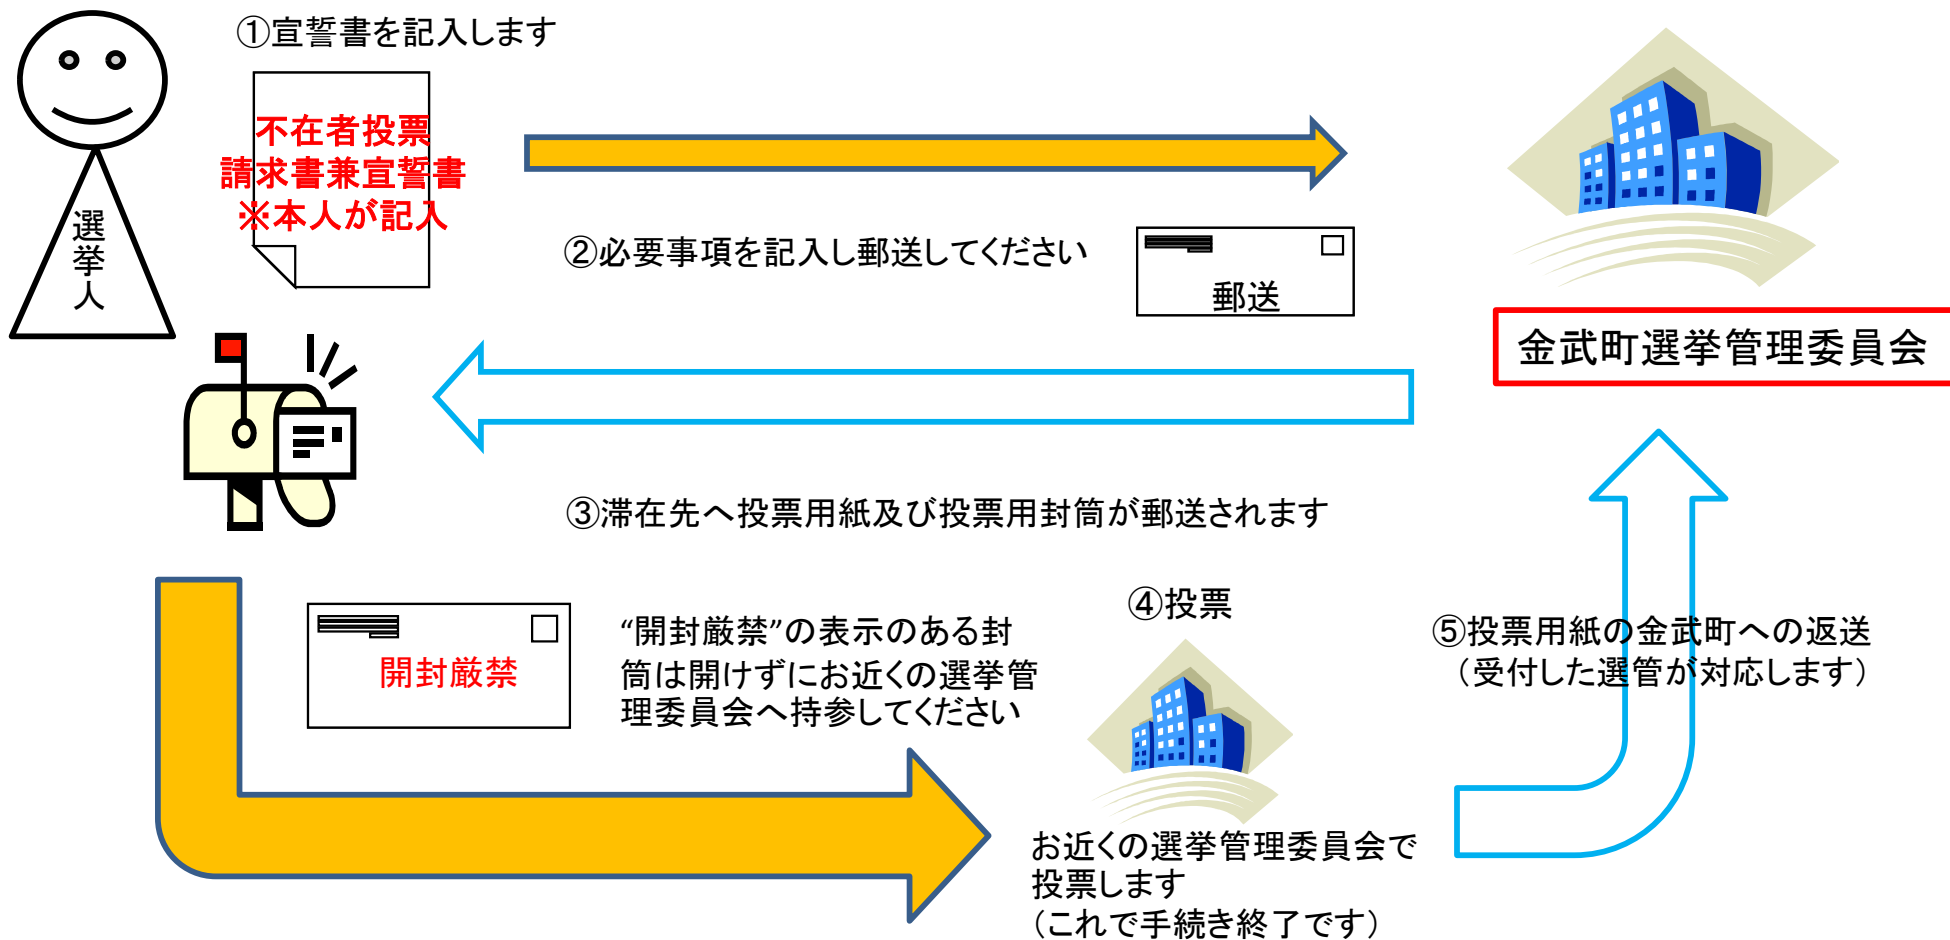 ①宣誓書を記入します
不在者投票
請求書兼宣誓書
※本人が記入
選挙人
②必要事項を記入し郵送してください
郵送
金武町選挙管理委員会
③滞在先へ投票用紙及び投票用封筒が郵送されます
開封厳禁
“開封厳禁”の表示のある封
筒は開けずにお近くの選挙管
理委員会へ持参してください
④投票
お近くの選挙管理委員会で
投票します
（これで手続き終了です）
⑤投票用紙の金武町への返送
（受付した選管が対応します）